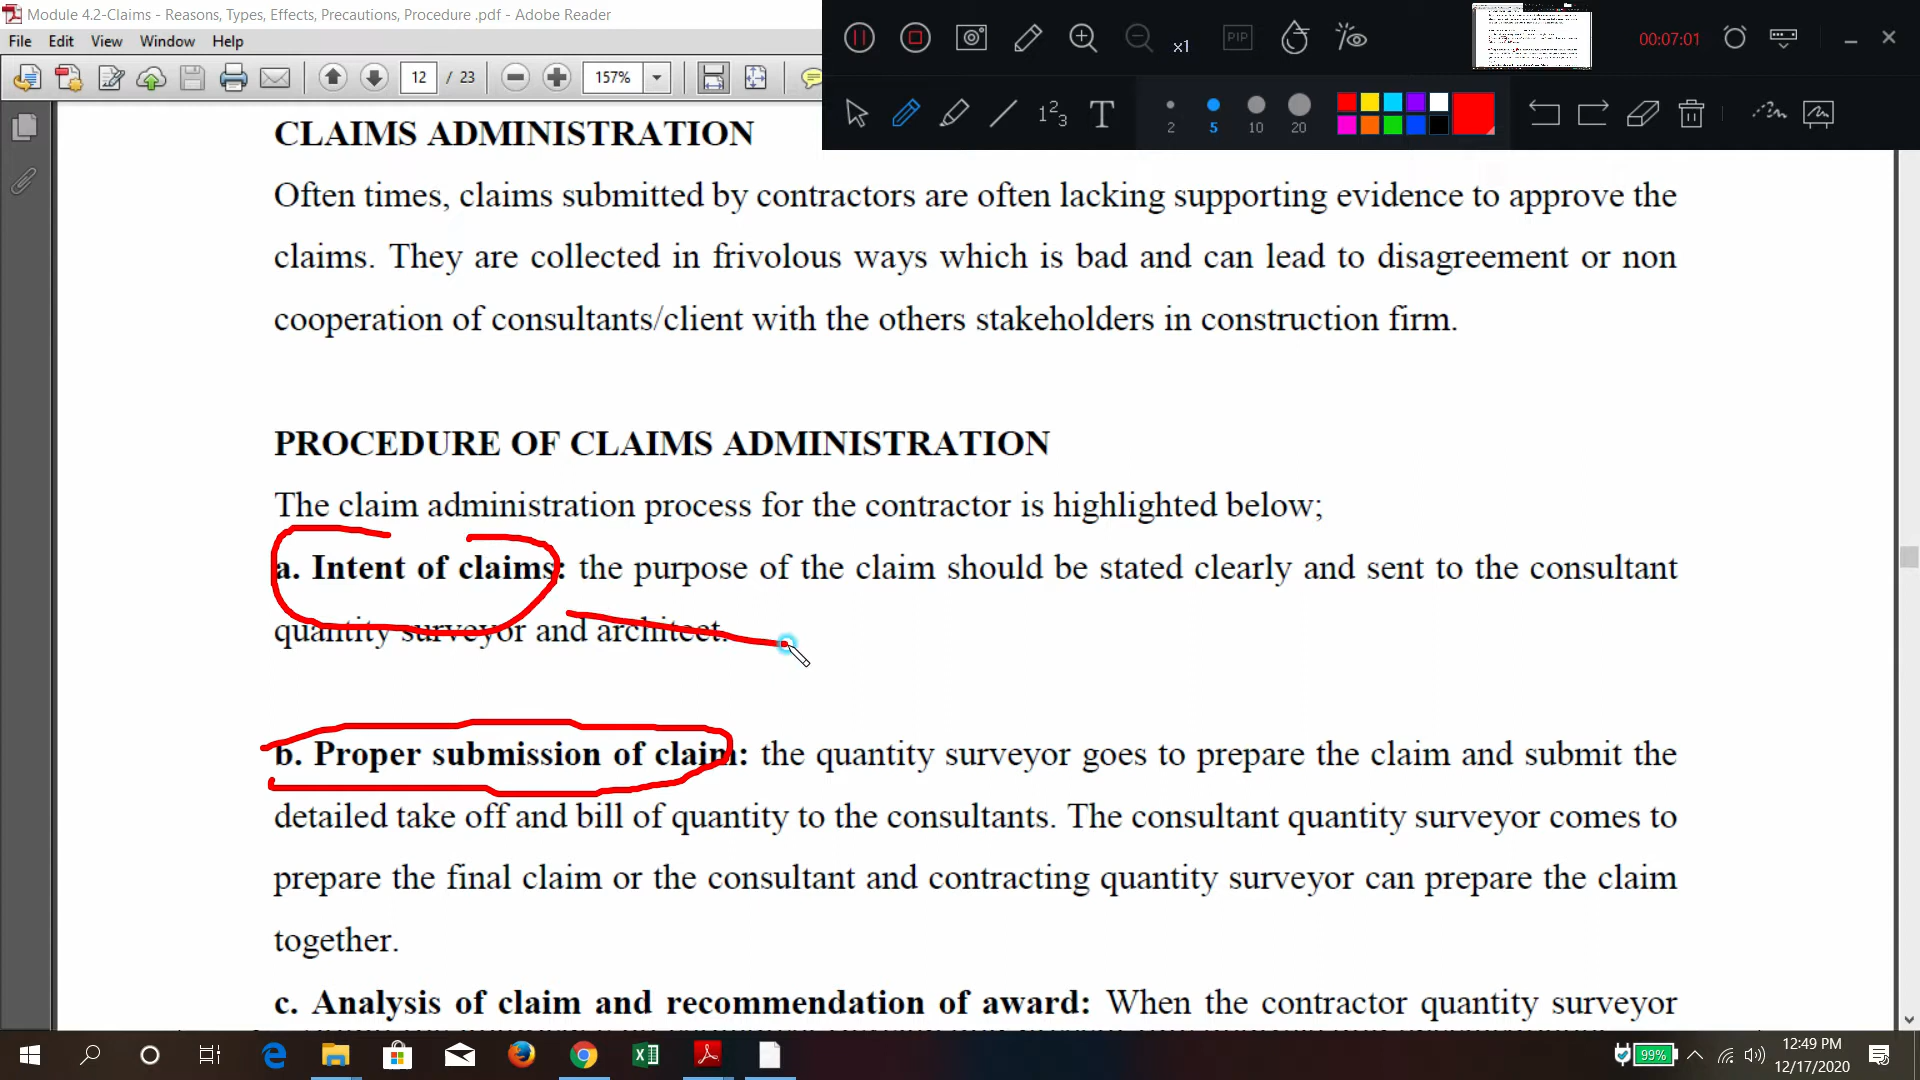 Module 4.2-Claims - Reasons, Types, Effects, Precautions, Procedure .pdf - Adobe Reader
File Edit View Window Help
12 / 23 157%
x1 PIP 00:07:01
1 2 3 T 2 5 10 20
CLAIMS ADMINISTRATION
Often times, claims submitted by contractors are often lacking supporting evidence to approve the
claims. They are collected in frivolous ways which is bad and can lead to disagreement or non
cooperation of consultants/client with the others stakeholders in construction firm.
PROCEDURE OF CLAIMS ADMINISTRATION
The claim administration process for the contractor is highlighted below;
a. Intent of claims: the purpose of the claim should be stated clearly and sent to the consultant
quantity surveyor and architect.
b. Proper submission of claim: the quantity surveyor goes to prepare the claim and submit the
detailed take off and bill of quantity to the consultants. The consultant quantity surveyor comes to
prepare the final claim or the consultant and contracting quantity surveyor can prepare the claim
together.
c. Analysis of claim and recommendation of award: When the contractor quantity surveyor
99% 12:49 PM
12/17/2020